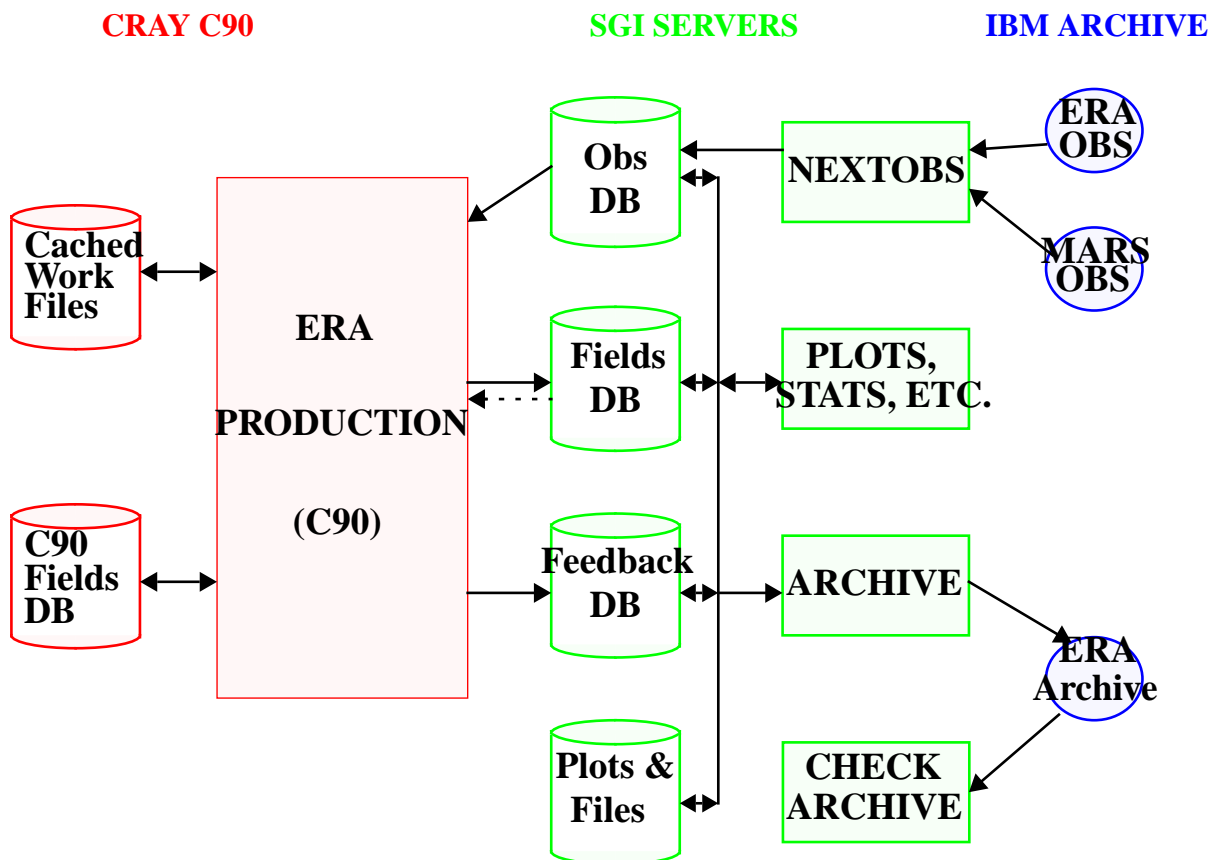 CRAY C90
SGI SERVERS
IBM ARCHIVE
Cached
Work
Files
C90
Fields
DB
ERA
PRODUCTION
(C90)
Obs
DB
Fields
DB
Feedback
DB
Plots &
Files
NEXTOBS
PLOTS,
STATS, ETC.
ARCHIVE
CHECK
ARCHIVE
ERA
OBS
MARS
OBS
ERA
Archive